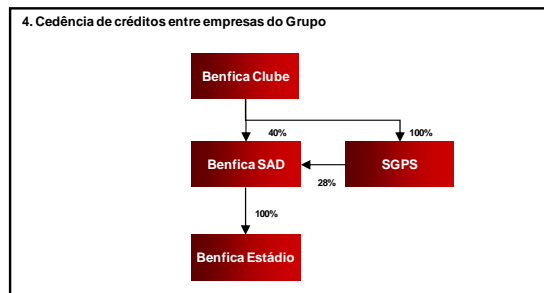 4. Cedência de créditos entre empresas do Grupo
Benfica Clube
40%
100%
Benfica SAD
SGPS
28%
100%
Benfica Estádio